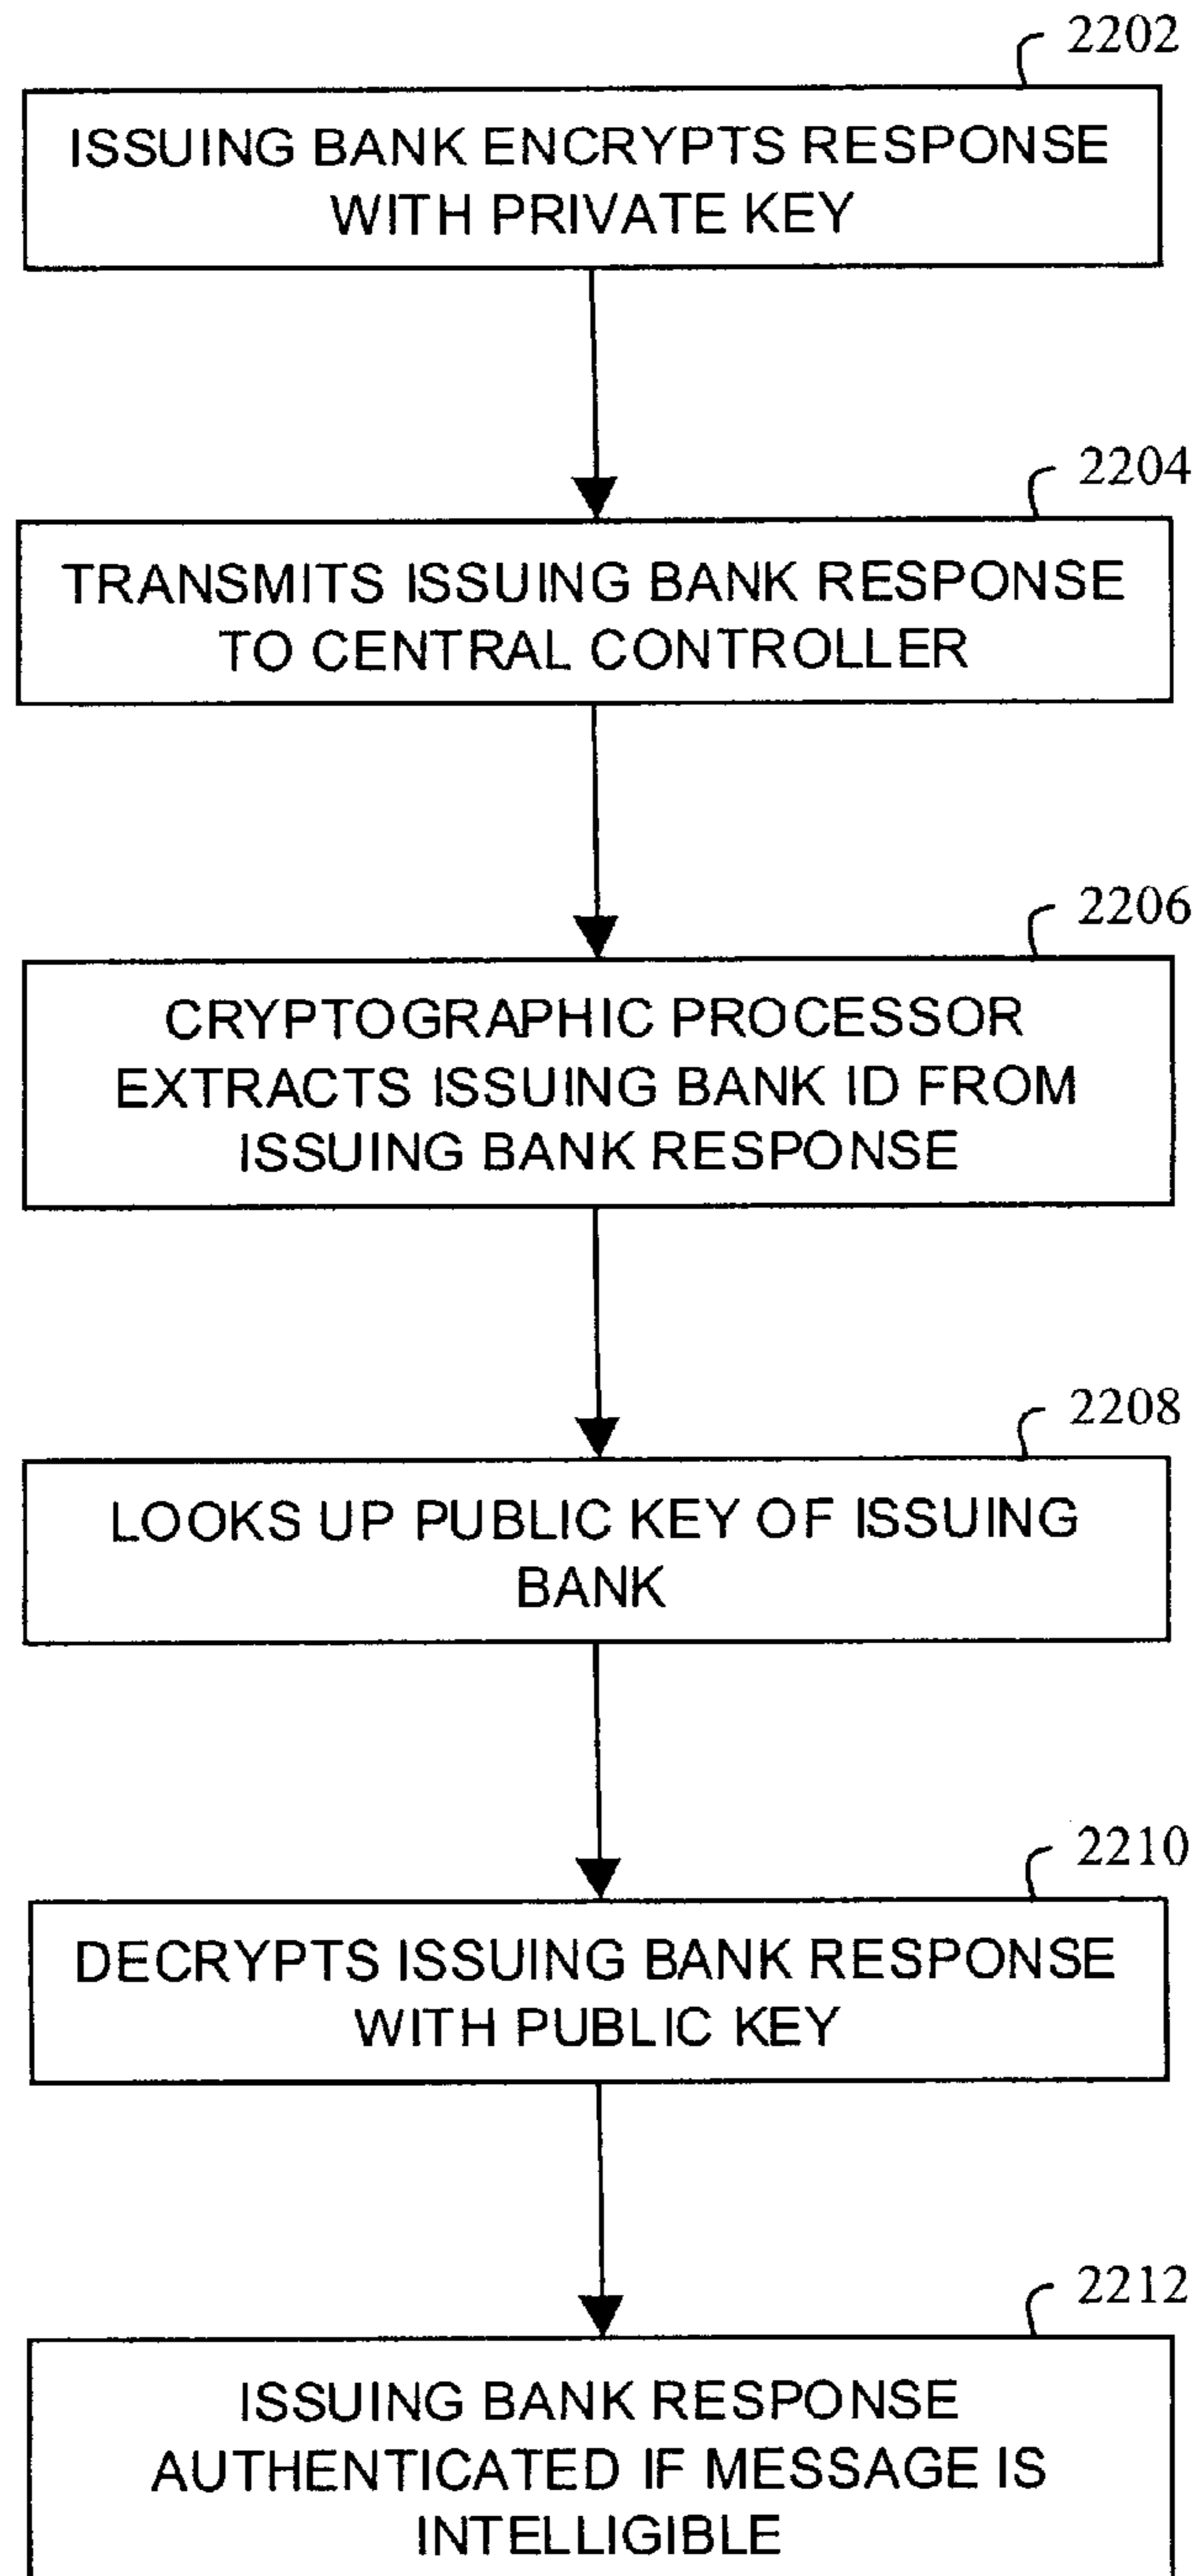 2202
ISSUING BANK ENCRYPTS RESPONSE
WITH PRIVATE KEY
2204
TRANSMITS ISSUING BANK RESPONSE
TO CENTRAL CONTROLLER
2206
CRYPTOGRAPHIC PROCESSOR
EXTRACTS ISSUING BANK ID FROM
ISSUING BANK RESPONSE
2208
LOOKS UP PUBLIC KEY OF ISSUING
BANK
2210
DECRYPTS ISSUING BANK RESPONSE
WITH PUBLIC KEY
2212
ISSUING BANK RESPONSE
AUTHENTICATED IF MESSAGE IS
INTELLIGIBLE